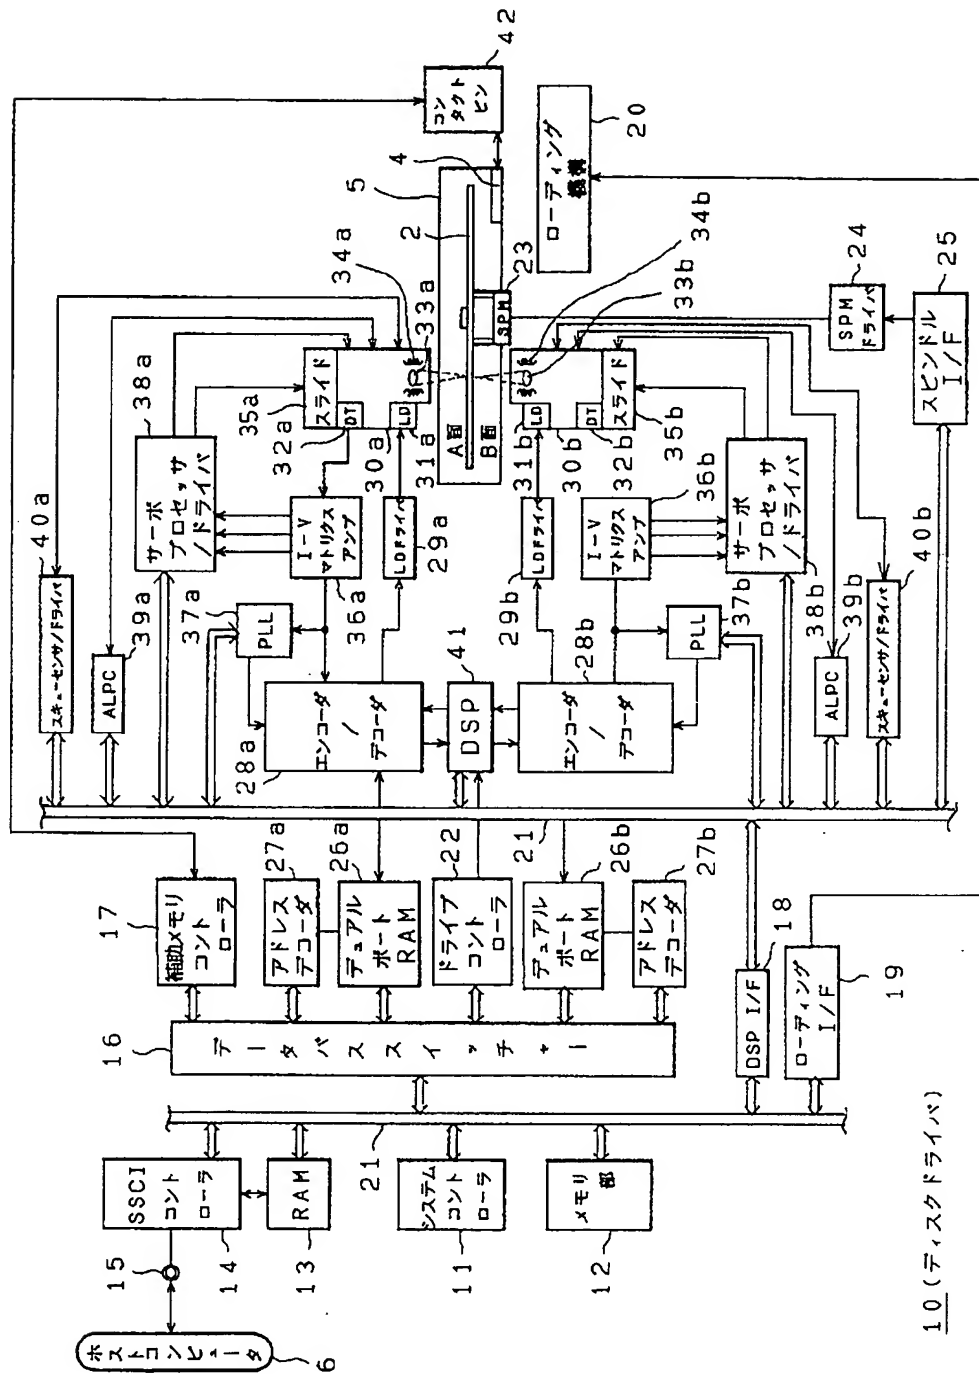 ホストコンピュータ
6
15
SSCI
コント
ローラ
14
RAM
13
システム
コント
ローラ
11
メモリ
部
12
21
16
データバススイッチャー
17
補助メモリ
コント
ローラ
27a
アドレス
デコーダ
26a
デュアル
ポート
RAM
22
ドライブ
コント
ローラ
デュアル
ポート
RAM
26b
アドレス
デコーダ
27b
DSP I/F
18
ローディング
I/F
19
21
40a
スキューセンサ/ドライバ
39a
ALPC
38a
サーボ
プロセッサ
/ドライバ
37a
PLL
36a
I-V
マトリクス
アンプ
28a
エンコーダ
/
デコーダ
LDドライバ
29a
41
DSP
エンコーダ
/
デコーダ
28b
29b
LDドライバ
I-V
マトリクス
アンプ
36b
PLL
37b
サーボ
プロセッサ
/ドライバ
38b
ALPC
39b
スキューセンサ/ドライバ
40b
35a
スライド
32a
DT
30a
LD
31a
34a
33a
A面
B面
5
2
4
コン
タクト
ピン
42
SPM
23
31b
LD
30b
DT
32b
スライド
35b
34b
33b
ローディング
機構
20
SPM
ドライバ
24
スピンドル
I/F
25
10(ディスクドライバ)